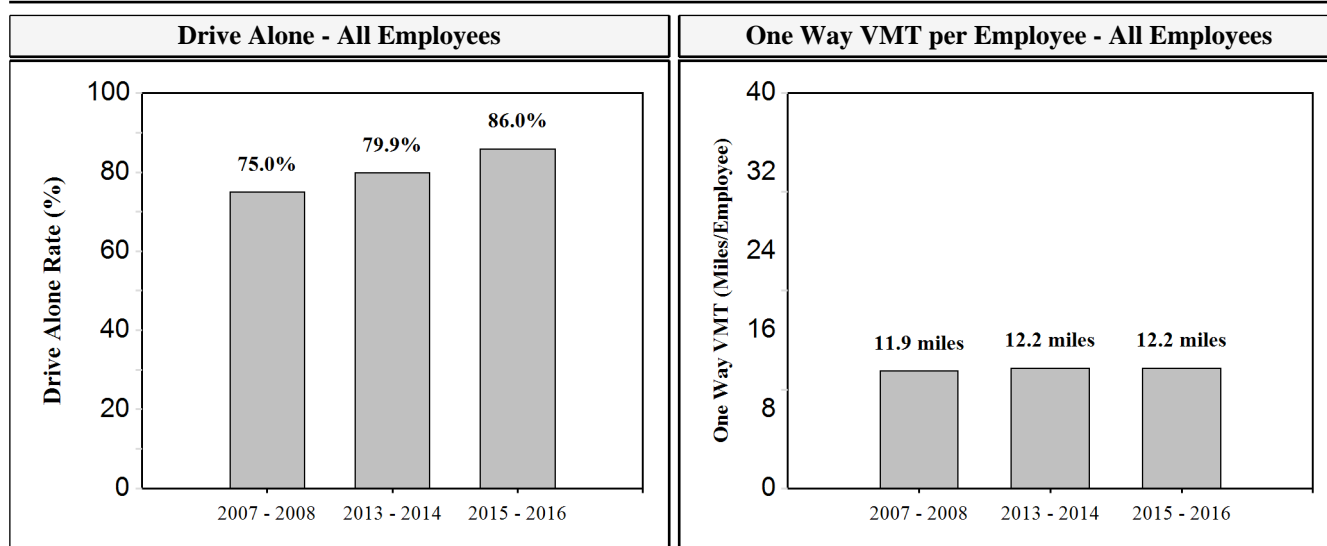 Drive Alone - All Employees
One Way VMT per Employee - All Employees
Drive Alone Rate (%)
100
80
60
40
20
0
75.0%
79.9%
86.0%
2007 - 2008
2013 - 2014
2015 - 2016
One Way VMT (Miles/Employee)
40
32
24
16
8
0
11.9 miles
12.2 miles
12.2 miles
2007 - 2008
2013 - 2014
2015 - 2016